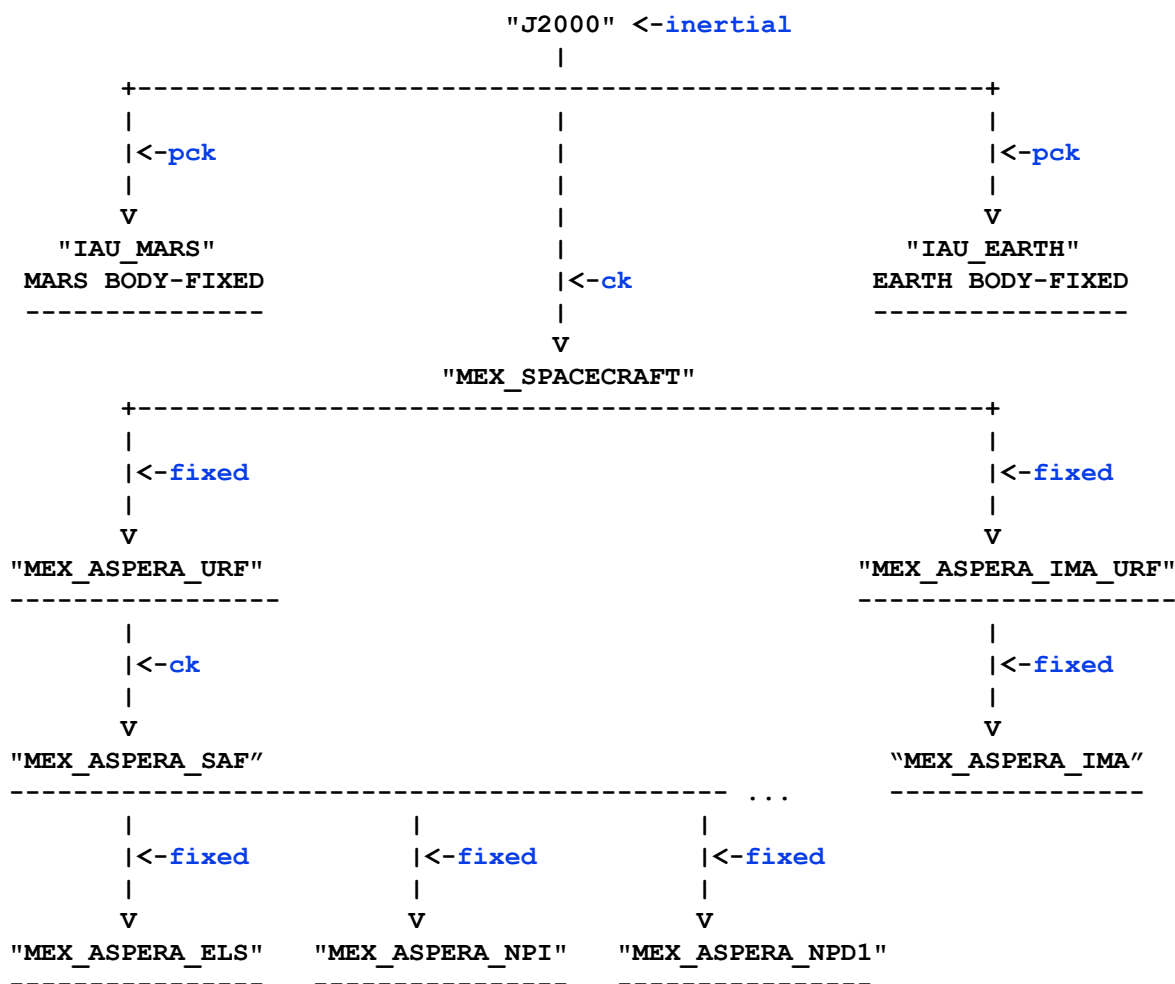 "J2000" <-inertial
|
+-----------------------------------------------------+
| | |
|<-pck | |<-pck
| | |
V | V
"IAU_MARS" | "IAU_EARTH"
MARS BODY-FIXED |<-ck EARTH BODY-FIXED
--------------- | ----------------
V
"MEX_SPACECRAFT"
+-----------------------------------------------------+
| |
|<-fixed |<-fixed
| |
V V
"MEX_ASPERA_URF" "MEX_ASPERA_IMA_URF"
----------------- --------------------
| |
|<-ck |<-fixed
| |
V V
"MEX_ASPERA_SAF” “MEX_ASPERA_IMA”
--------------------------------------------- ... ----------------
| | |
|<-fixed |<-fixed |<-fixed
| | |
V V V
"MEX_ASPERA_ELS" "MEX_ASPERA_NPI" "MEX_ASPERA_NPD1"
---------------- ---------------- ----------------